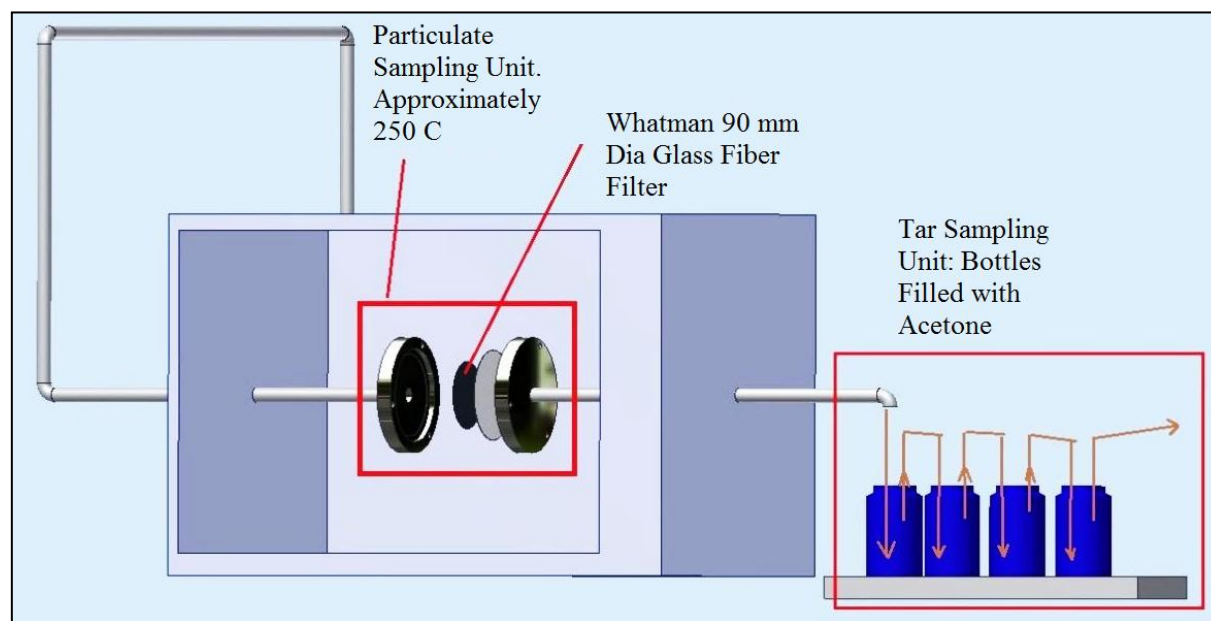 Particulate
Sampling Unit.
Approximately
250 C
Whatman 90 mm
Dia Glass Fiber
Filter
Tar Sampling
Unit: Bottles
Filled with
Acetone